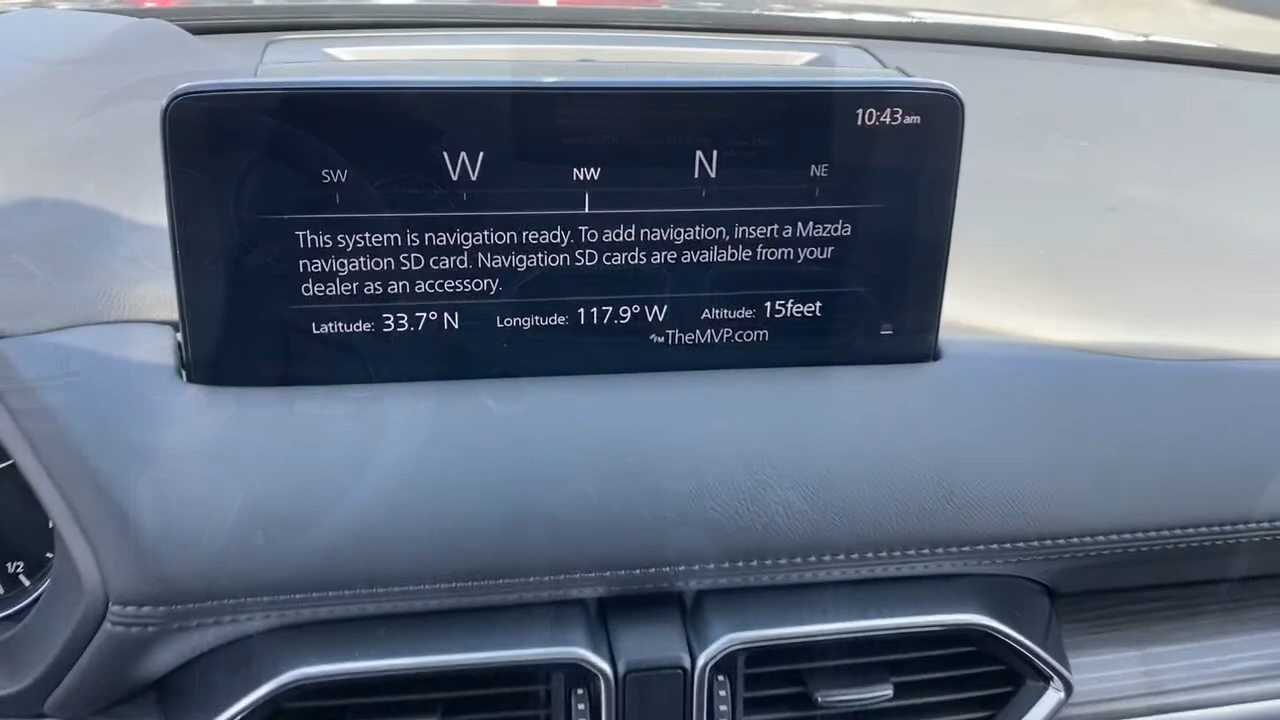 10:43am
SW W NW N NE
This system is navigation ready. To add navigation, insert a Mazda
navigation SD card. Navigation SD cards are available from your
dealer as an accessory.
Latitude: 33.7° N Longitude: 117.9° W Altitude: 15feet
TheMVP.com
1/2